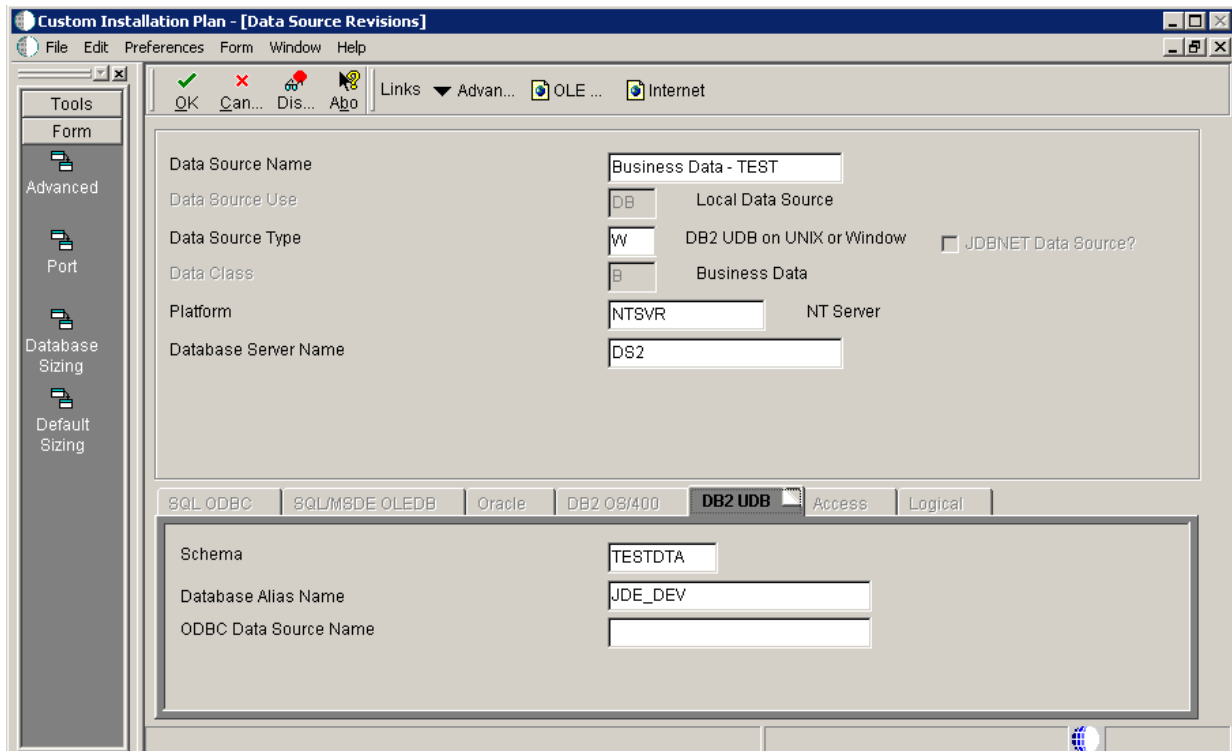 Custom Installation Plan - [Data Source Revisions]
File Edit Preferences Form Window Help
Tools
Form
Advanced
Port
Database
Sizing
Default
Sizing
OK Can... Dis... Abo Links Advan... OLE ... Internet
Data Source Name Business Data - TEST
Data Source Use DB Local Data Source
Data Source Type W DB2 UDB on UNIX or Window JDBNET Data Source?
Data Class B Business Data
Platform NTSVR NT Server
Database Server Name DS2
SQL ODBC SQL/MSDE OLEDB Oracle DB2 OS/400 DB2 UDB Access Logical
Schema TESTDTA
Database Alias Name JDE_DEV
ODBC Data Source Name